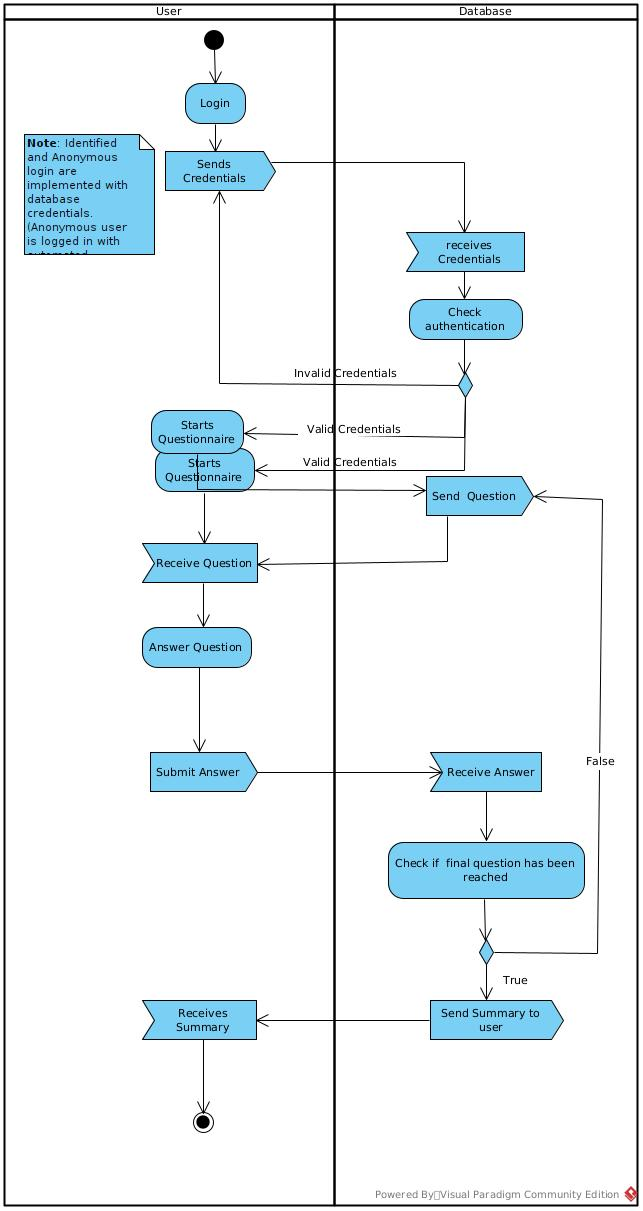 User
Database
Login
Note: Identified
and Anonymous
login are
implemented with
database
credentials.
(Anonymous user
is logged in with
automated
Sends
Credentials
receives
Credentials
Check
authentication
Invalid Credentials
Starts
Questionnaire
Valid Credentials
Starts
Questionnaire
Valid Credentials
Send Question
Receive Question
Answer Question
False
Submit Answer
Receive Answer
Check if final question has been
reached
True
Receives
Summary
Send Summary to
user
Powered By Visual Paradigm Community Edition